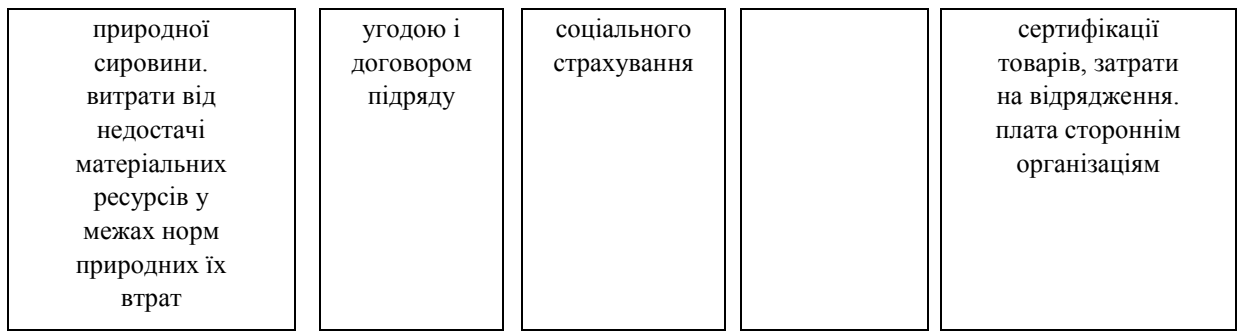 природної
сировини.
витрати від
недостачі
матеріальних
ресурсів у
межах норм
природних їх
втрат
угодою і
договором
підряду
соціального
страхування
сертифікації
товарів, затрати
на відрядження.
плата стороннім
організаціям